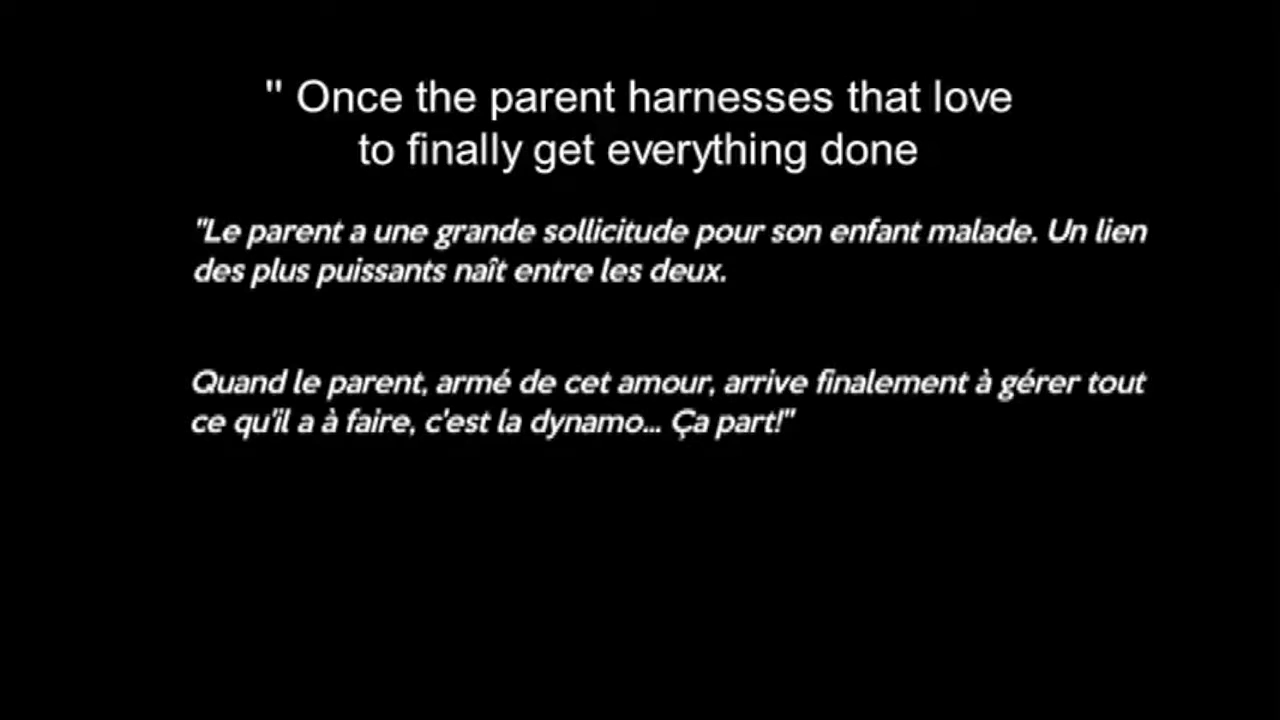 " Once the parent harnesses that love
to finally get everything done
"Le parent a une grande sollicitude pour son enfant malade. Un lien
des plus puissants naît entre les deux.
Quand le parent, armé de cet amour, arrive finalement à gérer tout
ce qu'il a à faire, c'est la dynamo... Ça part!"